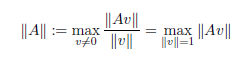 ‖A‖ := max_{v≠0} ‖Av‖ / ‖v‖ = max_{‖v‖=1} ‖Av‖